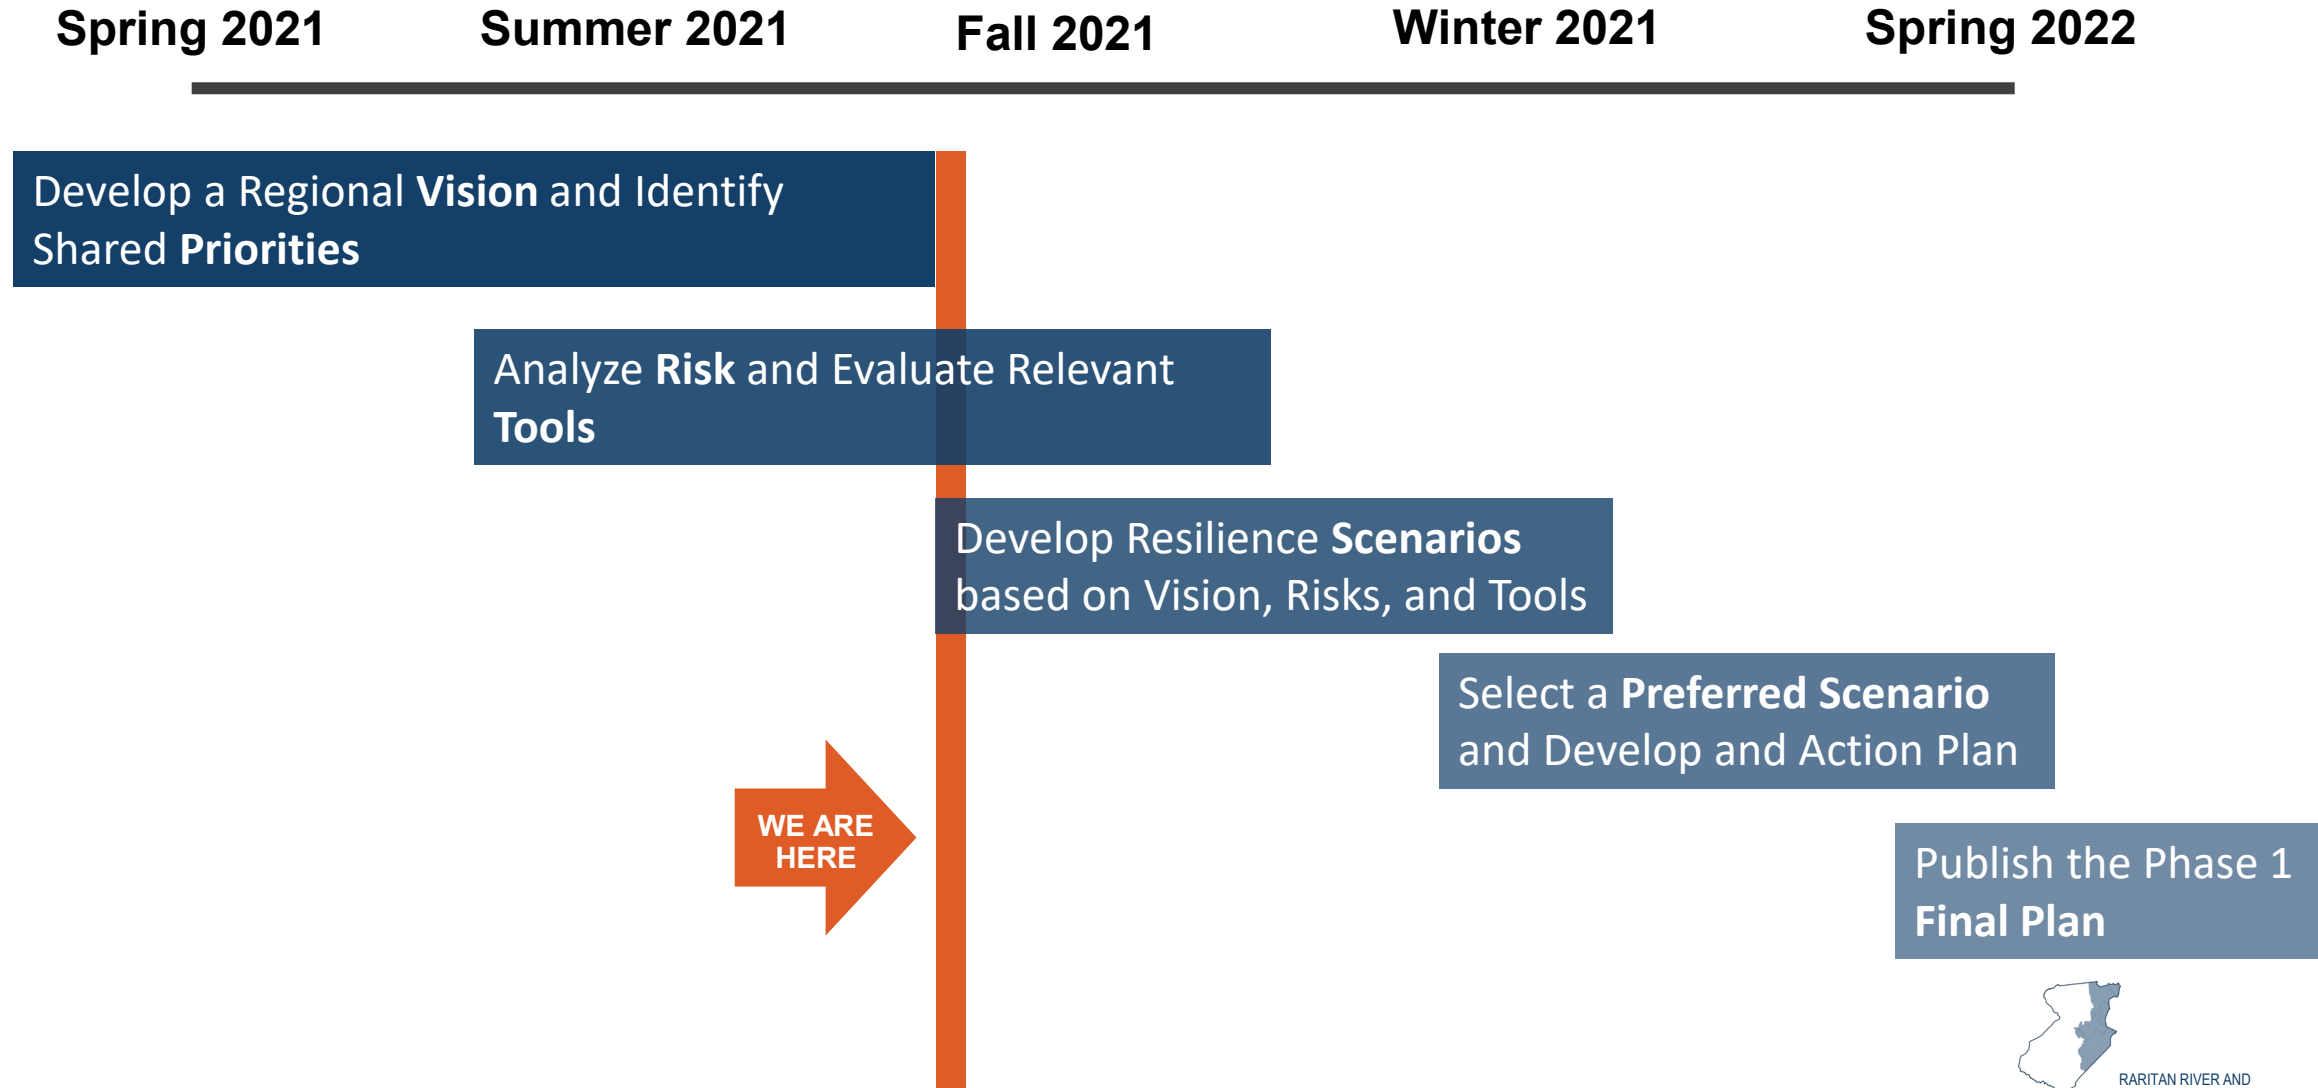 Spring 2021
Summer 2021
Fall 2021
Winter 2021
Spring 2022
Develop a Regional Vision and Identify
Shared Priorities
Analyze Risk and Evaluate Relevant
Tools
Develop Resilience Scenarios
based on Vision, Risks, and Tools
Select a Preferred Scenario
and Develop and Action Plan
WE ARE
HERE
Publish the Phase 1
Final Plan
RARITAN RIVER AND